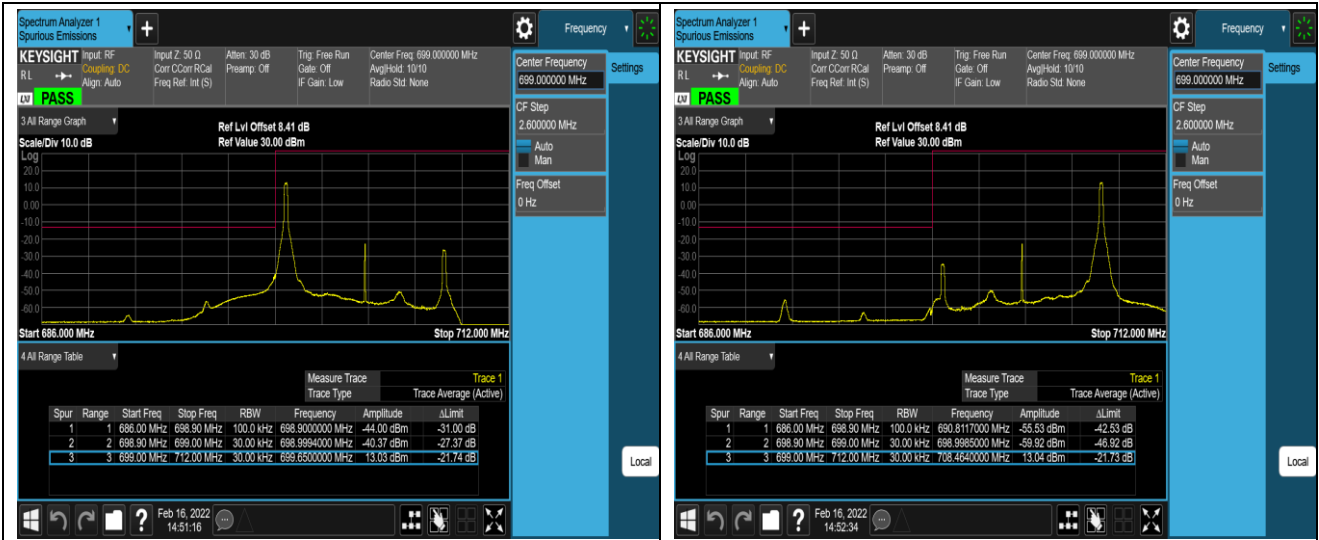 Spectrum Analyzer 1
Spurious Emissions
Frequency
KEYSIGHT
R L
PASS
Input: RF
Coupling: DC
Align: Auto
Input Z: 50 Ω
Corr CCorr RCal
Freq Ref: Int (S)
Atten: 30 dB
Preamp: Off
Trig: Free Run
Gate: Off
IF Gain: Low
Center Freq: 699.000000 MHz
Avg|Hold: 10/10
Radio Std: None
Center Frequency
699.000000 MHz
Settings
CF Step
2.600000 MHz
Auto
Man
Freq Offset
0 Hz
3 All Range Graph
Ref Lvl Offset 8.41 dB
Scale/Div 10.0 dB
Ref Value 30.00 dBm
Log
20.0
10.0
0.00
-10.0
-20.0
-30.0
-40.0
-50.0
-60.0
Start 686.000 MHz
Stop 712.000 MHz
4 All Range Table
Measure Trace Trace 1
Trace Type Trace Average (Active)
Spur Range Start Freq Stop Freq RBW Frequency Amplitude ΔLimit
1 1 686.00 MHz 698.90 MHz 100.0 kHz 698.9000000 MHz -44.00 dBm -31.00 dB
2 2 698.90 MHz 699.00 MHz 30.00 kHz 698.9994000 MHz -40.37 dBm -27.37 dB
3 3 699.00 MHz 712.00 MHz 30.00 kHz 699.6500000 MHz 13.03 dBm -21.74 dB
Local
Feb 16, 2022
14:51:16
Spectrum Analyzer 1
Spurious Emissions
Frequency
KEYSIGHT
R L
PASS
Input: RF
Coupling: DC
Align: Auto
Input Z: 50 Ω
Corr CCorr RCal
Freq Ref: Int (S)
Atten: 30 dB
Preamp: Off
Trig: Free Run
Gate: Off
IF Gain: Low
Center Freq: 699.000000 MHz
Avg|Hold: 10/10
Radio Std: None
Center Frequency
699.000000 MHz
Settings
CF Step
2.600000 MHz
Auto
Man
Freq Offset
0 Hz
3 All Range Graph
Ref Lvl Offset 8.41 dB
Scale/Div 10.0 dB
Ref Value 30.00 dBm
Log
20.0
10.0
0.00
-10.0
-20.0
-30.0
-40.0
-50.0
-60.0
Start 686.000 MHz
Stop 712.000 MHz
4 All Range Table
Measure Trace Trace 1
Trace Type Trace Average (Active)
Spur Range Start Freq Stop Freq RBW Frequency Amplitude ΔLimit
1 1 686.00 MHz 698.90 MHz 100.0 kHz 690.8117000 MHz -55.53 dBm -42.53 dB
2 2 698.90 MHz 699.00 MHz 30.00 kHz 698.9985000 MHz -59.92 dBm -46.92 dB
3 3 699.00 MHz 712.00 MHz 30.00 kHz 708.4640000 MHz 13.04 dBm -21.73 dB
Local
Feb 16, 2022
14:52:34